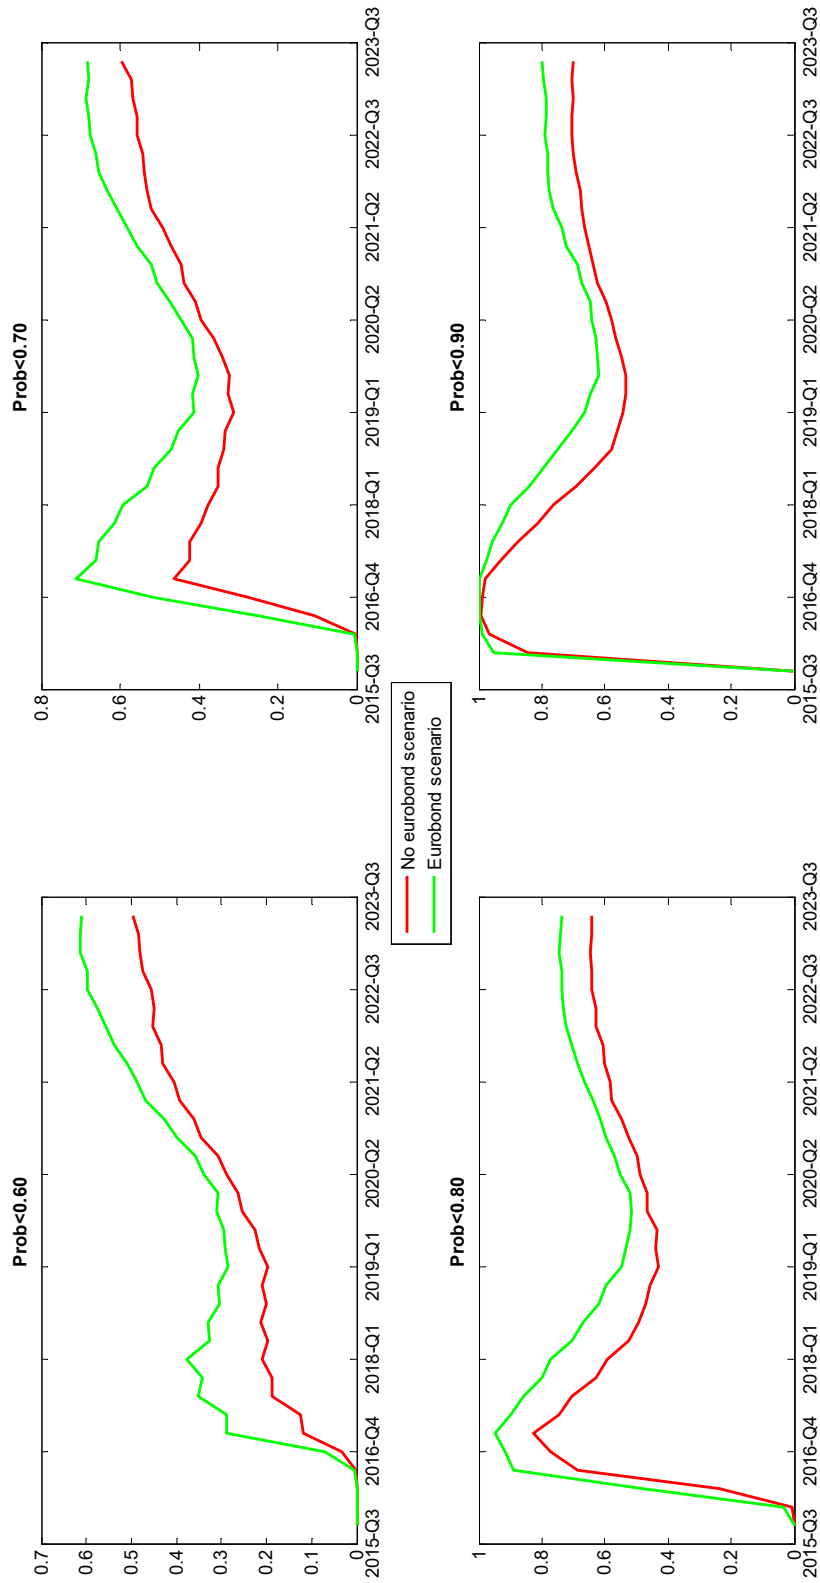 Prob<0.60
0.7
0.6
0.5
0.4
0.3
0.2
0.1
0
2015-Q3
2016-Q4
2018-Q1
2019-Q1
2020-Q2
2021-Q2
2022-Q3
2023-Q3
Prob<0.70
0.8
0.6
0.4
0.2
0
2015-Q3
2016-Q4
2018-Q1
2019-Q1
2020-Q2
2021-Q2
2022-Q3
2023-Q3
No eurobond scenario
Eurobond scenario
Prob<0.80
1
0.8
0.6
0.4
0.2
0
2015-Q3
2016-Q4
2018-Q1
2019-Q1
2020-Q2
2021-Q2
2022-Q3
2023-Q3
Prob<0.90
1
0.8
0.6
0.4
0.2
0
2015-Q3
2016-Q4
2018-Q1
2019-Q1
2020-Q2
2021-Q2
2022-Q3
2023-Q3